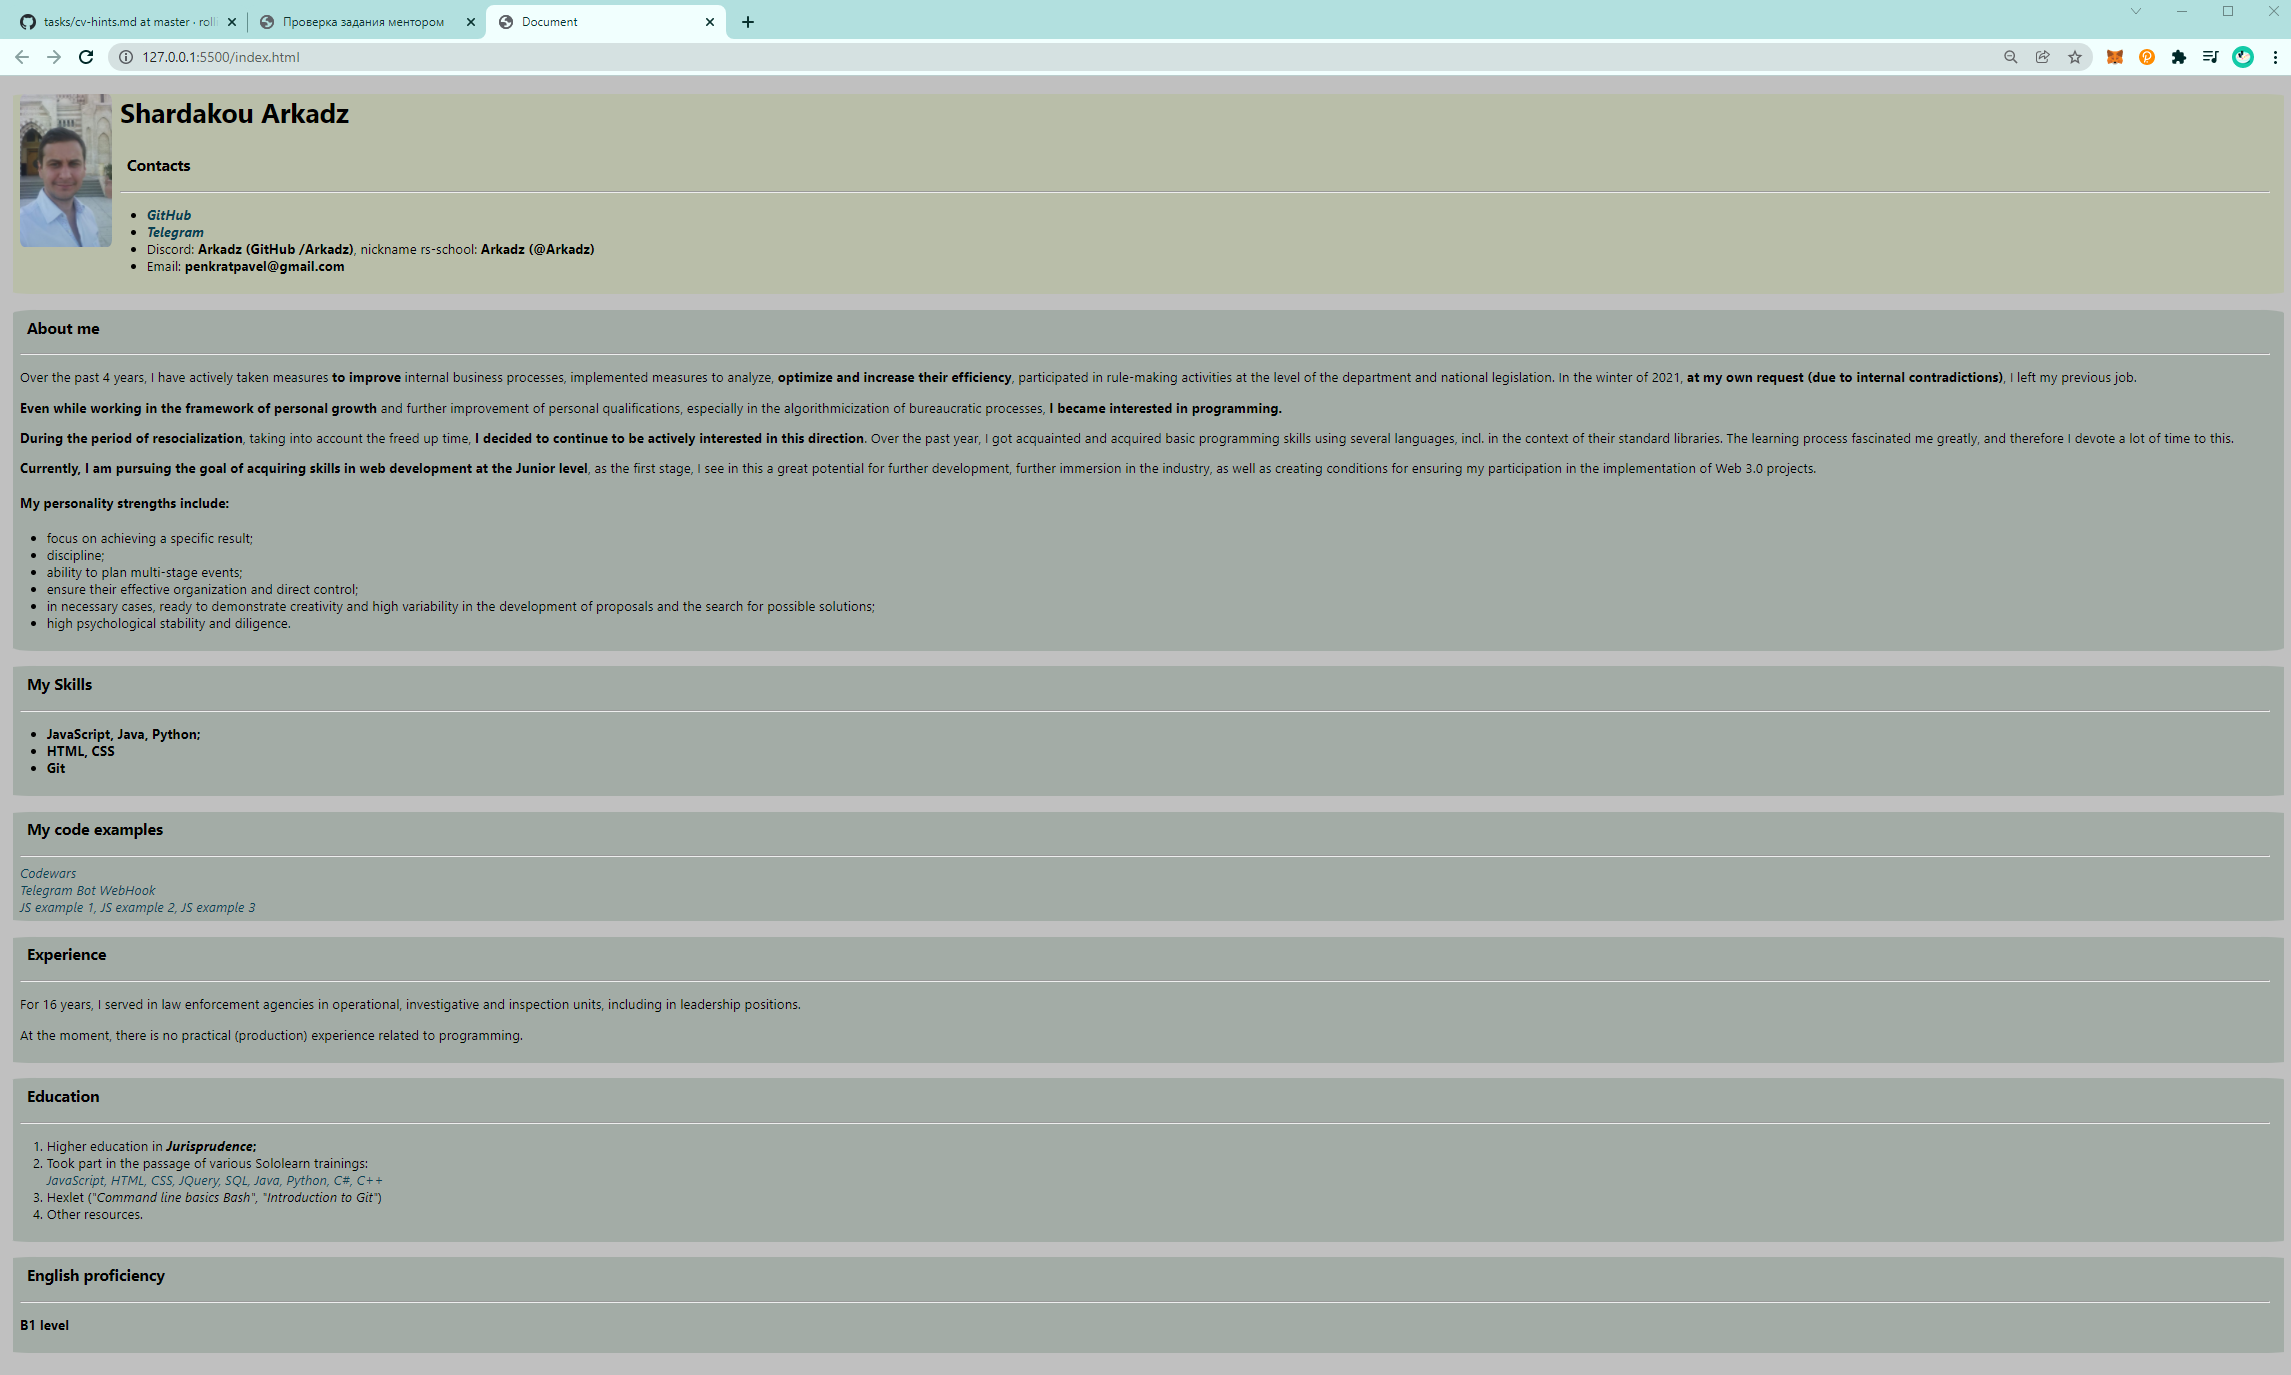 tasks/cv-hints.md at master · roll
Проверка задания ментором
Document
127.0.0.1:5500/index.html
Shardakou Arkadz
Contacts
GitHub
Telegram
Discord: Arkadz (GitHub /Arkadz), nickname rs-school: Arkadz (@Arkadz)
Email: penkratpavel@gmail.com
About me
Over the past 4 years, I have actively taken measures to improve internal business processes, implemented measures to analyze, optimize and increase their efficiency, participated in rule-making activities at the level of the department and national legislation. In the winter of 2021, at my own request (due to internal contradictions), I left my previous job.
Even while working in the framework of personal growth and further improvement of personal qualifications, especially in the algorithmicization of bureaucratic processes, I became interested in programming.
During the period of resocialization, taking into account the freed up time, I decided to continue to be actively interested in this direction. Over the past year, I got acquainted and acquired basic programming skills using several languages, incl. in the context of their standard libraries. The learning process fascinated me greatly, and therefore I devote a lot of time to this.
Currently, I am pursuing the goal of acquiring skills in web development at the Junior level, as the first stage, I see in this a great potential for further development, further immersion in the industry, as well as creating conditions for ensuring my participation in the implementation of Web 3.0 projects.
My personality strengths include:
focus on achieving a specific result;
discipline;
ability to plan multi-stage events;
ensure their effective organization and direct control;
in necessary cases, ready to demonstrate creativity and high variability in the development of proposals and the search for possible solutions;
high psychological stability and diligence.
My Skills
JavaScript, Java, Python;
HTML, CSS
Git
My code examples
Codewars
Telegram Bot WebHook
JS example 1, JS example 2, JS example 3
Experience
For 16 years, I served in law enforcement agencies in operational, investigative and inspection units, including in leadership positions.
At the moment, there is no practical (production) experience related to programming.
Education
1. Higher education in Jurisprudence;
2. Took part in the passage of various Sololearn trainings:
JavaScript, HTML, CSS, JQuery, SQL, Java, Python, C#, C++
3. Hexlet ("Command line basics Bash", "Introduction to Git")
4. Other resources.
English proficiency
B1 level